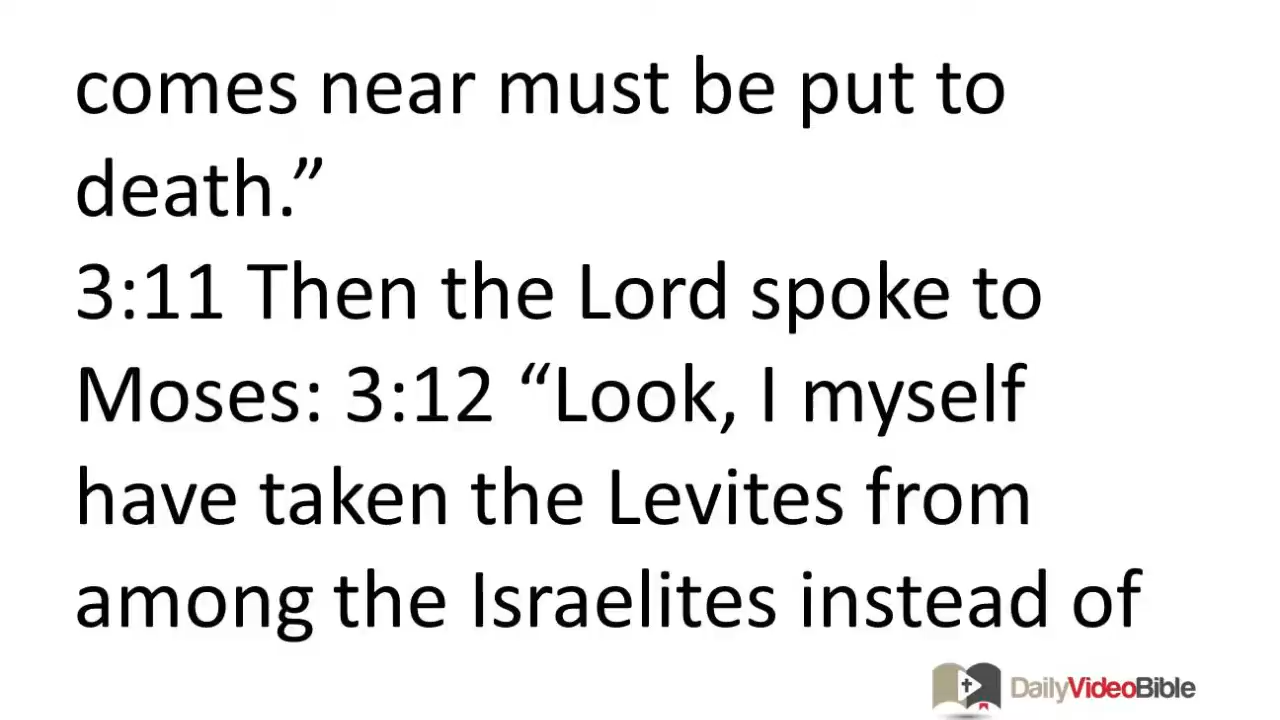 comes near must be put to
death.”
3:11 Then the Lord spoke to
Moses: 3:12 “Look, I myself
have taken the Levites from
among the Israelites instead of
DailyVideoBible